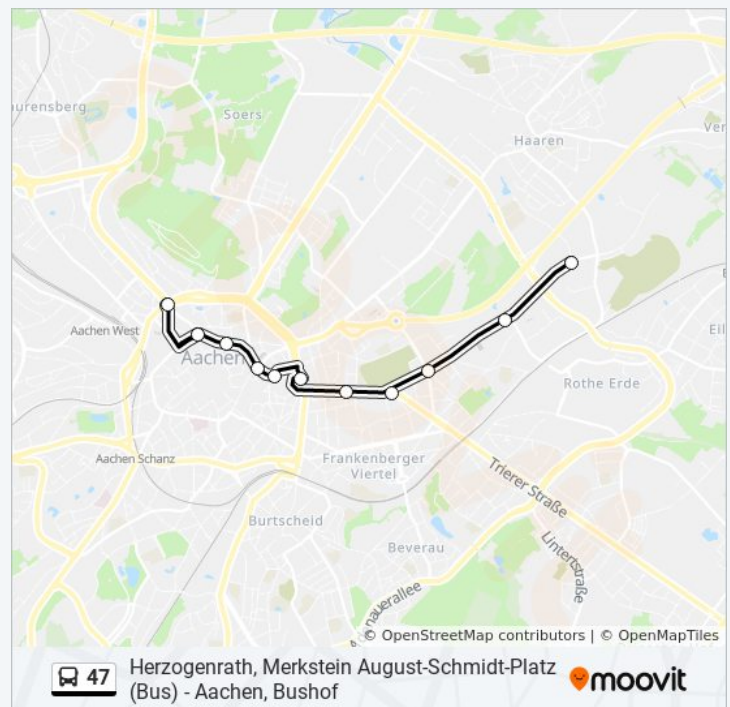 aurensberg
Soers
Haaren
Ver
Aachen West
Aachen
Eil
Rothe Erde
Aachen Schanz
Frankenberger
Viertel
Trierer Straße
Burtscheid
Lintertstraße
Beverau
nauerallee
© OpenStreetMap contributors | © OpenMapTiles
47
Herzogenrath, Merkstein August-Schmidt-Platz
(Bus) - Aachen, Bushof
moovit